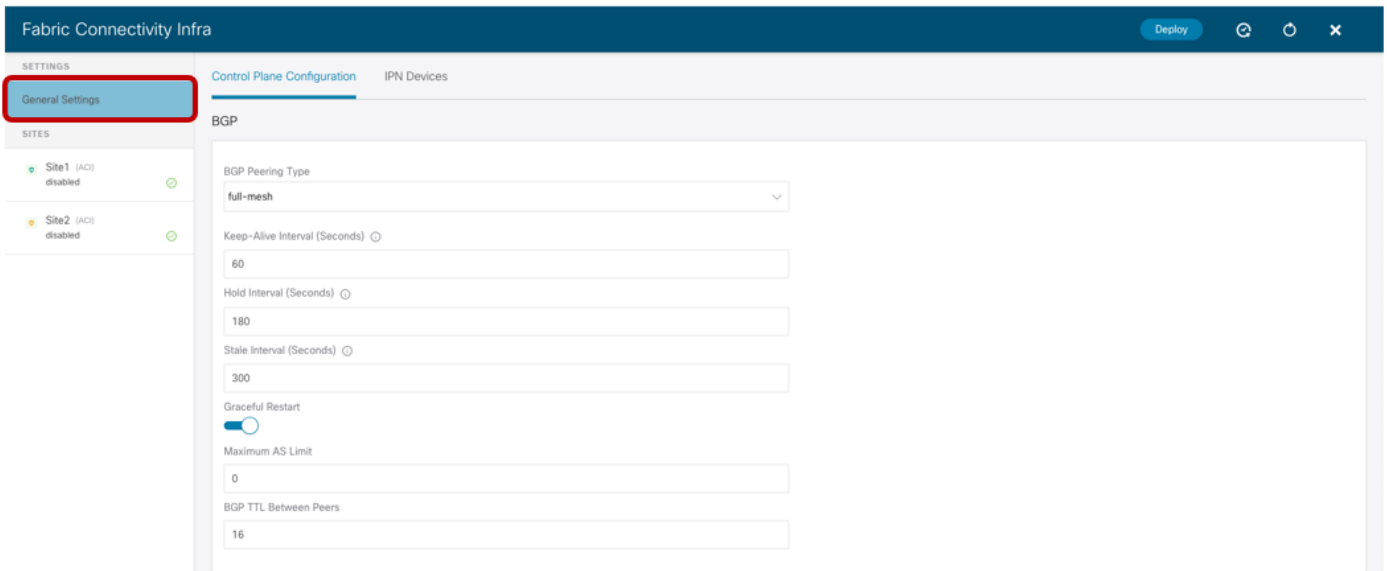 Fabric Connectivity Infra
Deploy
SETTINGS
General Settings
SITES
Site1 (ACI)
disabled
Site2 (ACI)
disabled
Control Plane Configuration IPN Devices
BGP
BGP Peering Type
full-mesh
Keep-Alive Interval (Seconds)
60
Hold Interval (Seconds)
180
Stale Interval (Seconds)
300
Graceful Restart
Maximum AS Limit
0
BGP TTL Between Peers
16